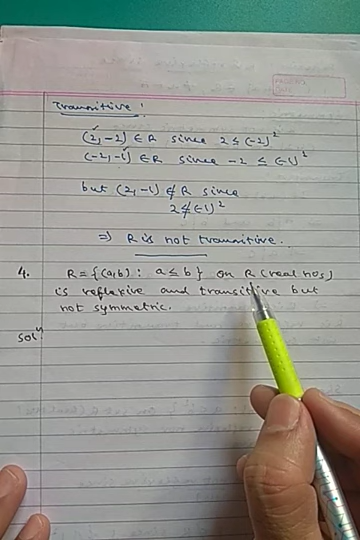 Transitive :
(2, -2) ∈ R since 2 ≤ (-2)²
(-2, -1) ∈ R since -2 ≤ (-1)²
but (2, -1) ∉ R since
2 ≰ (-1)²
⇒ R is not transitive.
4. R = {(a,b) : a ≤ b} on R (real nos)
is reflexive and transitive but
not symmetric.
Solⁿ